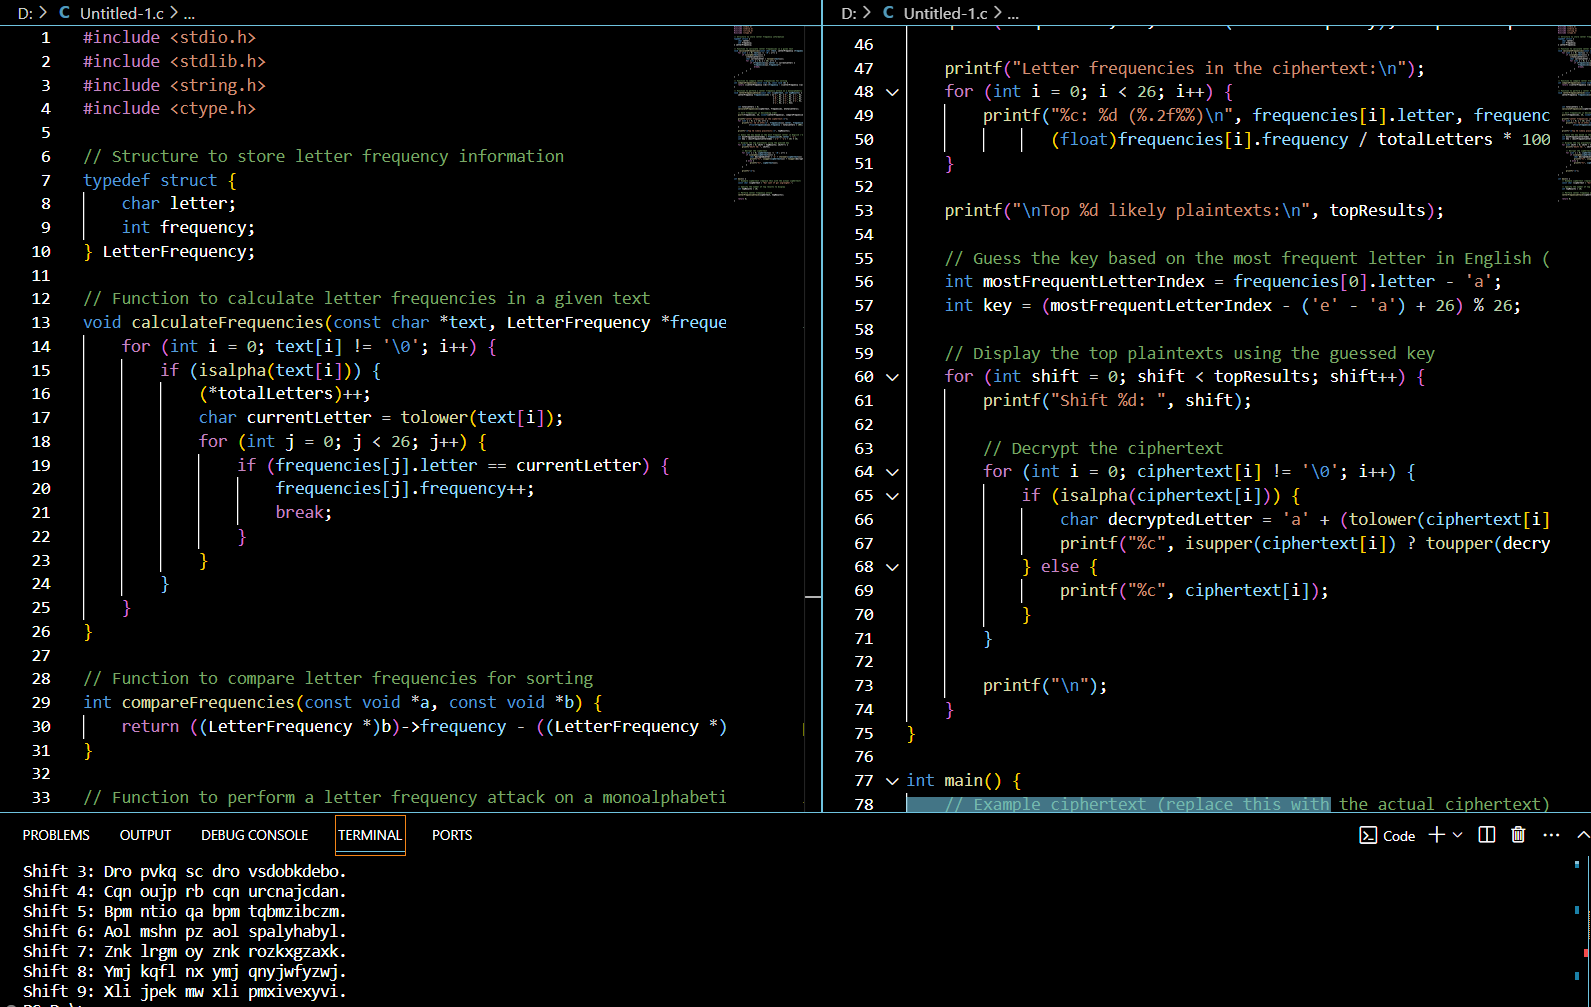 D: > C Untitled-1.c > ...
1 #include <stdio.h>
2 #include <stdlib.h>
3 #include <string.h>
4 #include <ctype.h>
5
6 // Structure to store letter frequency information
7 typedef struct {
8 char letter;
9 int frequency;
10 } LetterFrequency;
11
12 // Function to calculate letter frequencies in a given text
13 void calculateFrequencies(const char *text, LetterFrequency *freque
14 for (int i = 0; text[i] != '\0'; i++) {
15 if (isalpha(text[i])) {
16 (*totalLetters)++;
17 char currentLetter = tolower(text[i]);
18 for (int j = 0; j < 26; j++) {
19 if (frequencies[j].letter == currentLetter) {
20 frequencies[j].frequency++;
21 break;
22 }
23 }
24 }
25 }
26 }
27
28 // Function to compare letter frequencies for sorting
29 int compareFrequencies(const void *a, const void *b) {
30 return ((LetterFrequency *)b)->frequency - ((LetterFrequency *)
31 }
32
33 // Function to perform a letter frequency attack on a monoalphabeti
D: > C Untitled-1.c > ...
46
47 printf("Letter frequencies in the ciphertext:\n");
48 for (int i = 0; i < 26; i++) {
49 printf("%c: %d (%.2f%%)\n", frequencies[i].letter, frequenc
50 (float)frequencies[i].frequency / totalLetters * 100
51 }
52
53 printf("\nTop %d likely plaintexts:\n", topResults);
54
55 // Guess the key based on the most frequent letter in English (
56 int mostFrequentLetterIndex = frequencies[0].letter - 'a';
57 int key = (mostFrequentLetterIndex - ('e' - 'a') + 26) % 26;
58
59 // Display the top plaintexts using the guessed key
60 for (int shift = 0; shift < topResults; shift++) {
61 printf("Shift %d: ", shift);
62
63 // Decrypt the ciphertext
64 for (int i = 0; ciphertext[i] != '\0'; i++) {
65 if (isalpha(ciphertext[i])) {
66 char decryptedLetter = 'a' + (tolower(ciphertext[i]
67 printf("%c", isupper(ciphertext[i]) ? toupper(decry
68 } else {
69 printf("%c", ciphertext[i]);
70 }
71 }
72
73 printf("\n");
74 }
75 }
76
77 int main() {
78 // Example ciphertext (replace this with the actual ciphertext)
PROBLEMS OUTPUT DEBUG CONSOLE TERMINAL PORTS Code
Shift 3: Dro pvkq sc dro vsdobkdebo.
Shift 4: Cqn oujp rb cqn urcnajcdan.
Shift 5: Bpm ntio qa bpm tqbmzibczm.
Shift 6: Aol mshn pz aol spalyhabyl.
Shift 7: Znk lrgm oy znk rozkxgzaxk.
Shift 8: Ymj kqfl nx ymj qnyjwfyzwj.
Shift 9: Xli jpek mw xli pmxivexyvi.